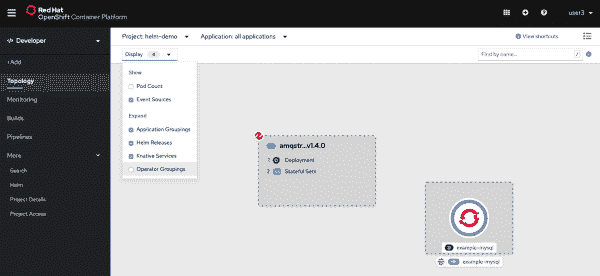 Red Hat
OpenShift Container Platform
user3
Developer
Project: helm-demo
Application: all applications
View shortcuts
+Add
Display 4
Find by name...
/
Topology
Show
Pod Count
Monitoring
Event Sources
Builds
Expand
Pipelines
Application Groupings
More
Helm Releases
Search
Knative Services
Helm
Operator Groupings
Project Details
Project Access
amqstr...v1.4.0
1 Deployment
2 Stateful Sets
example-mysql
example-mysql